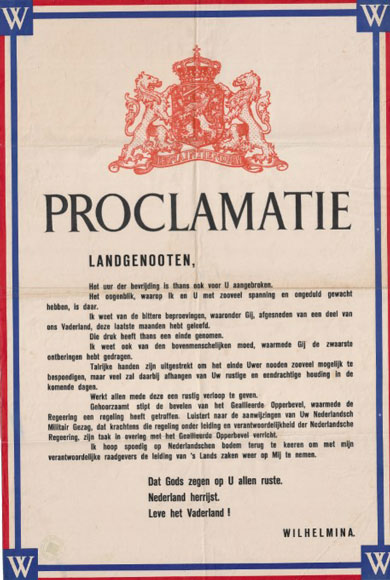 W W
PROCLAMATIE
LANDGENOOTEN,
Het uur der bevrijding is thans ook voor U aangebroken.
Het oogenblik, waarop Ik en U met zooveel spanning en ongeduld gewacht
hebben, is daar.
Ik weet van de bittere beproevingen, waaronder Gij, afgesneden van een deel van
ons Vaderland, deze laatste maanden hebt geleefd.
Die druk heeft thans een einde genomen.
Ik weet ook van den bovenmenschelijken moed, waarmede Gij de zwaarste
ontberingen hebt gedragen.
Talrijke handen zijn uitgestrekt om het einde Uwer nooden zooveel mogelijk te
bespoedigen, maar veel zal daarbij afhangen van Uw rustige en eendrachtige houding in de
komende dagen.
Werkt allen mede deze een rustig verloop te geven.
Gehoorzaamt stipt de bevelen van het Geallieerde Opperbevel, waarmede de
Regeering een regeling heeft getroffen. Luistert naar de aanwijzingen van Uw Nederlandsch
Militair Gezag, dat krachtens die regeling onder leiding en verantwoordelijkheid der Nederlandsche
Regeering, zijn taak in overleg met het Geallieerde Opperbevel verricht.
Ik hoop spoedig op Nederlandschen bodem terug te keeren om met mijn
verantwoordelijke raadgevers de leiding van 's Lands zaken weer op Mij te nemen.
Dat Gods zegen op U allen ruste.
Nederland herrijst.
Leve het Vaderland !
WILHELMINA.
W W